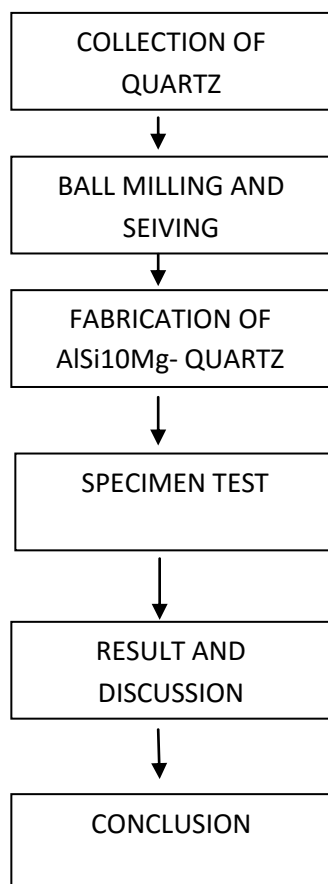 COLLECTION OF
QUARTZ
BALL MILLING AND
SEIVING
FABRICATION OF
AlSi10Mg- QUARTZ
SPECIMEN TEST
RESULT AND
DISCUSSION
CONCLUSION